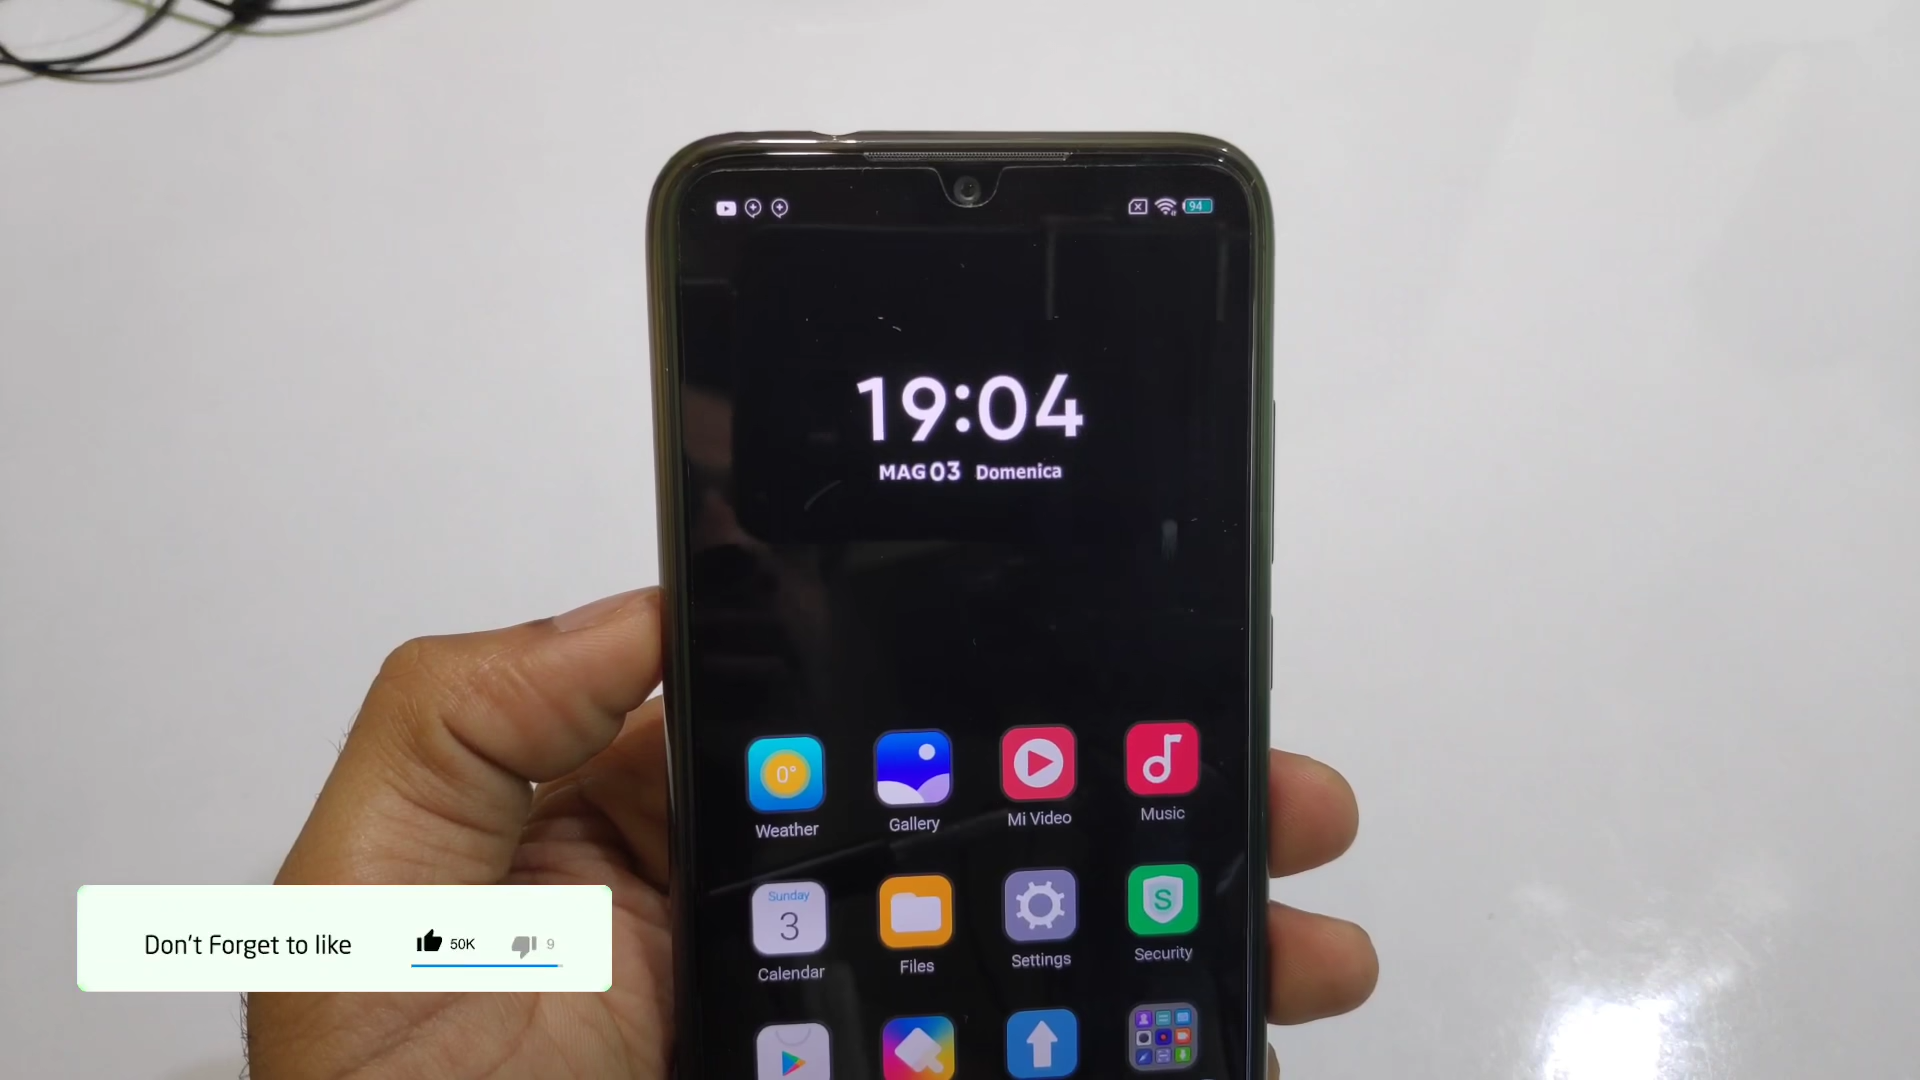 94
19:04
MAG 03 Domenica
0°
Weather
Gallery
Mi Video
Music
Sunday
3
S
Calendar
Files
Settings
Security
Don't Forget to like
50K
9